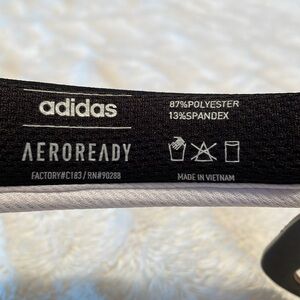 adidas
87%POLYESTER
13%SPANDEX
AEROREADY
FACTORY#C183 / RN#90288
MADE IN VIETNAM